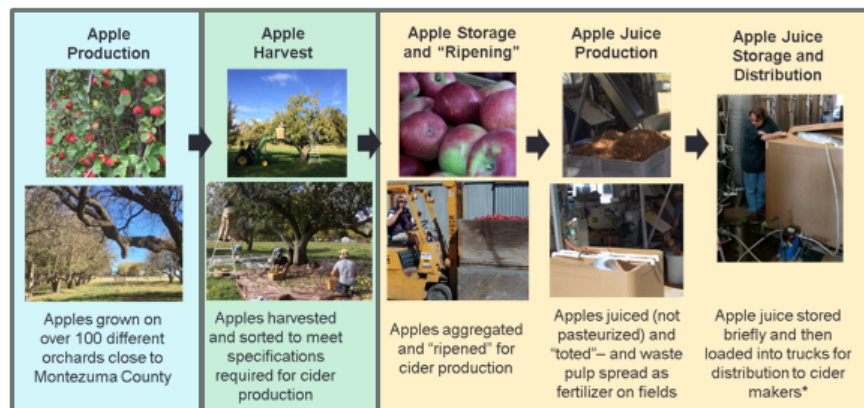 Apple
Production
Apple
Harvest
Apple Storage
and “Ripening”
Apple Juice
Production
Apple Juice
Storage and
Distribution
Apples grown on
over 100 different
orchards close to
Montezuma County
Apples harvested
and sorted to meet
specifications
required for cider
production
Apples aggregated
and “ripened” for
cider production
Apples juiced (not
pasteurized) and
“toted”– and waste
pulp spread as
fertilizer on fields
Apple juice stored
briefly and then
loaded into trucks for
distribution to cider
makers*